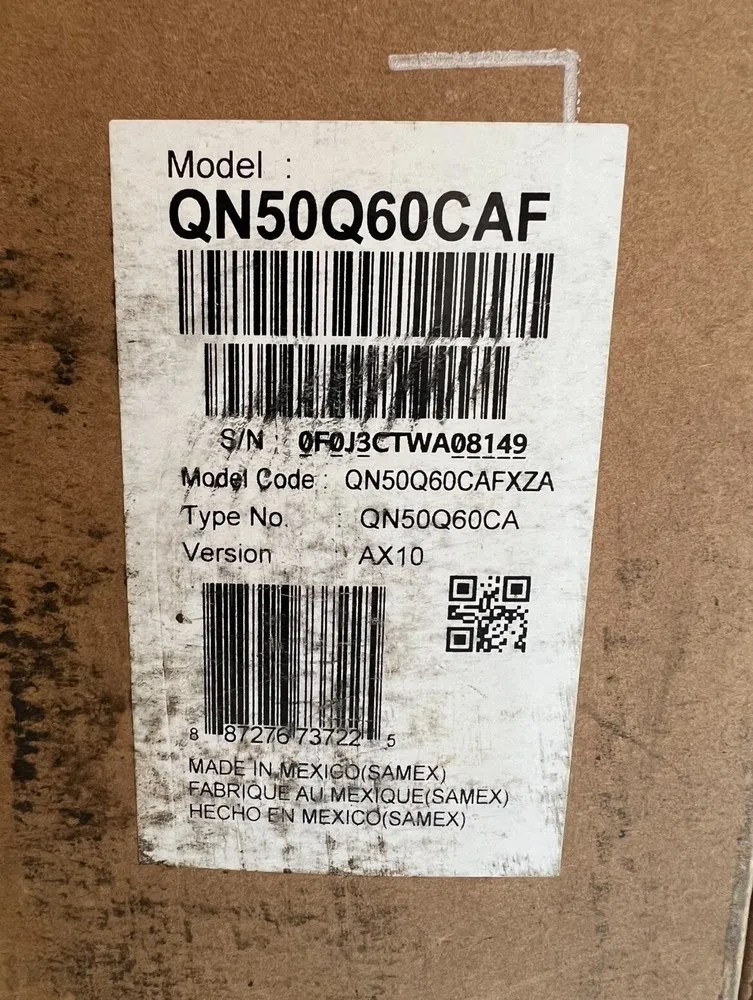 Model :
QN50Q60CAF
S/N : 0F0J3CTWA08149
Model Code : QN50Q60CAFXZA
Type No. : QN50Q60CA
Version AX10
8 87276 73722 5
MADE IN MEXICO(SAMEX)
FABRIQUE AU MEXIQUE(SAMEX)
HECHO EN MEXICO(SAMEX)